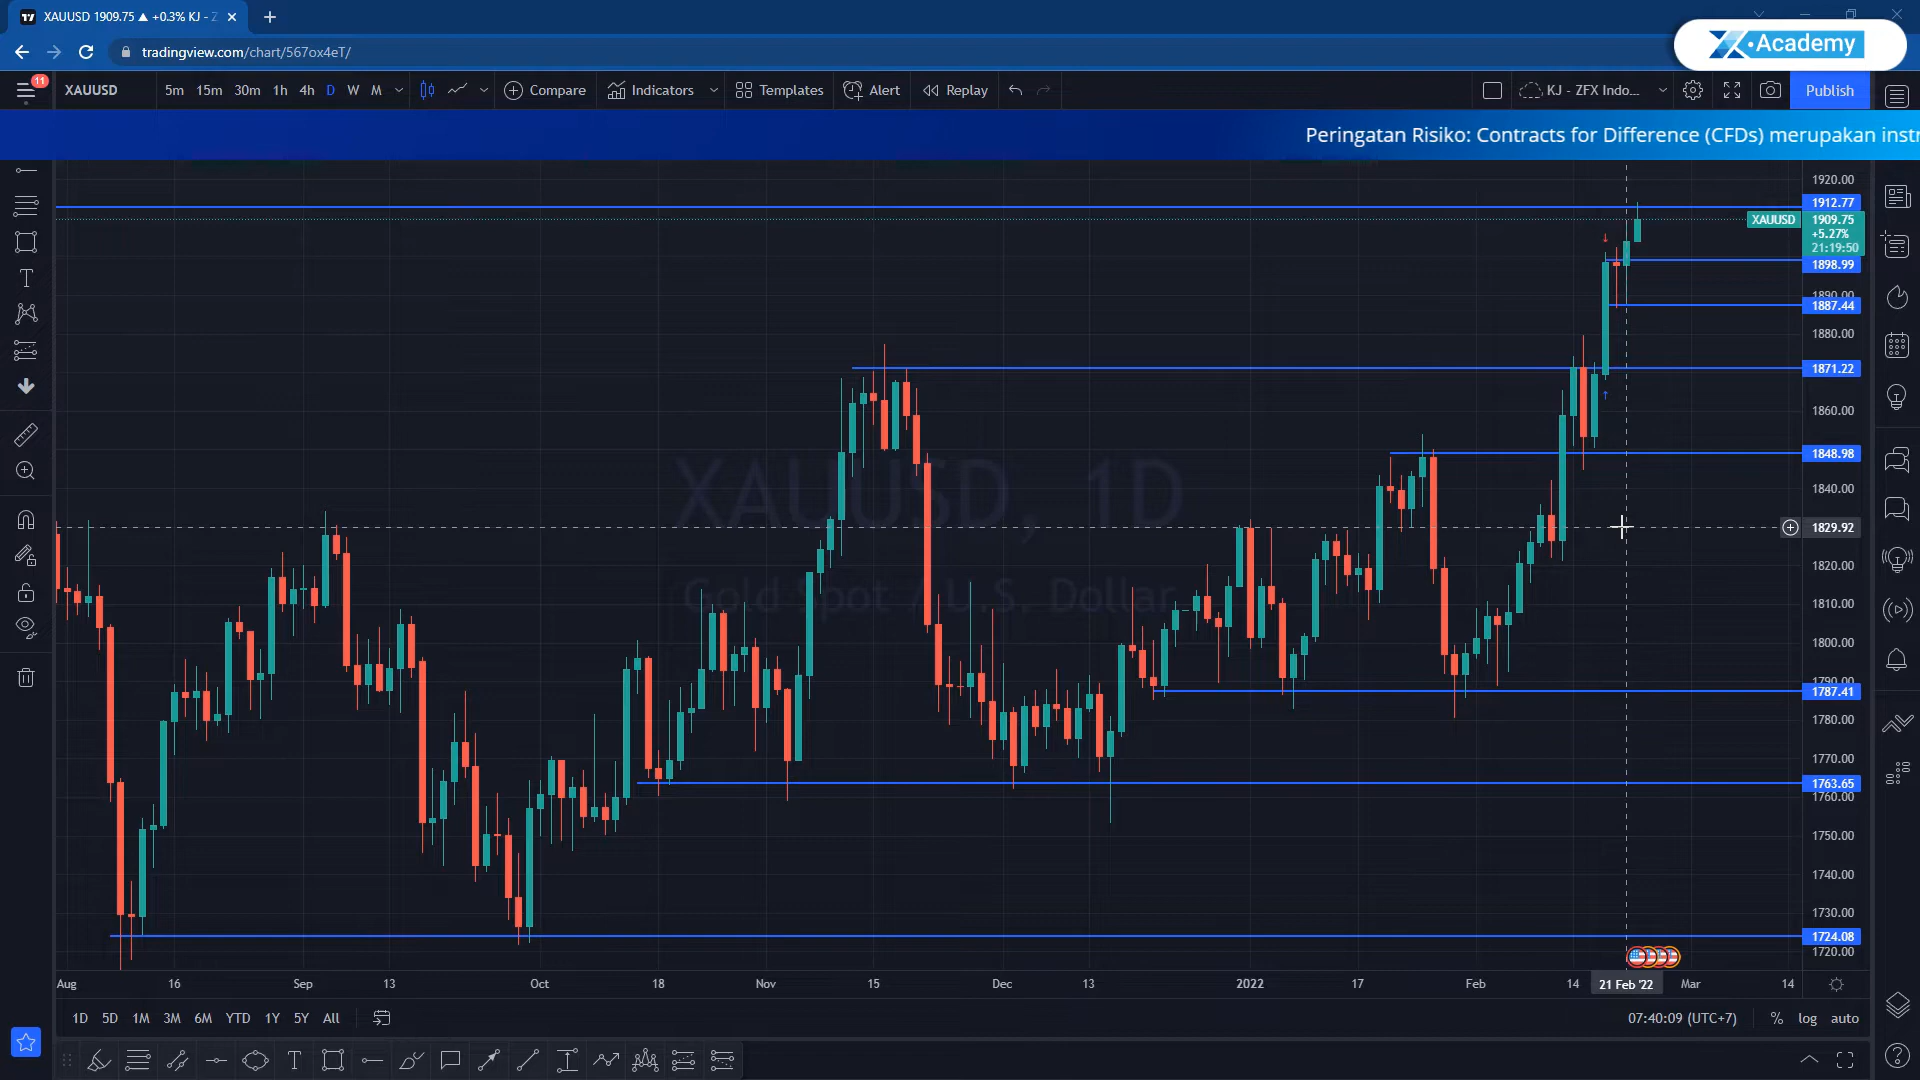 XAUUSD 1909.75 ▲ +0.3% KJ - Z
tradingview.com/chart/567ox4eT/
Academy
11
XAUUSD
5m 15m 30m 1h 4h D W M
Compare
Indicators
Templates
Alert
Replay
KJ - ZFX Indo...
Publish
Peringatan Risiko: Contracts for Difference (CFDs) merupakan instr
1920.00
1912.77
XAUUSD 1909.75
+5.27%
21:19:50
1898.99
1890.00
1887.44
1880.00
1871.22
1860.00
1848.98
1840.00
1829.92
1820.00
1810.00
1800.00
1790.00
1787.41
1780.00
1770.00
1763.65
1760.00
1750.00
1740.00
1730.00
1724.08
1720.00
XAUUSD, 1D
Gold Spot / U.S. Dollar
Aug 16 Sep 13 Oct 18 Nov 15 Dec 13 2022 17 Feb 14 21 Feb '22 Mar 14
1D 5D 1M 3M 6M YTD 1Y 5Y All
07:40:09 (UTC+7) % log auto